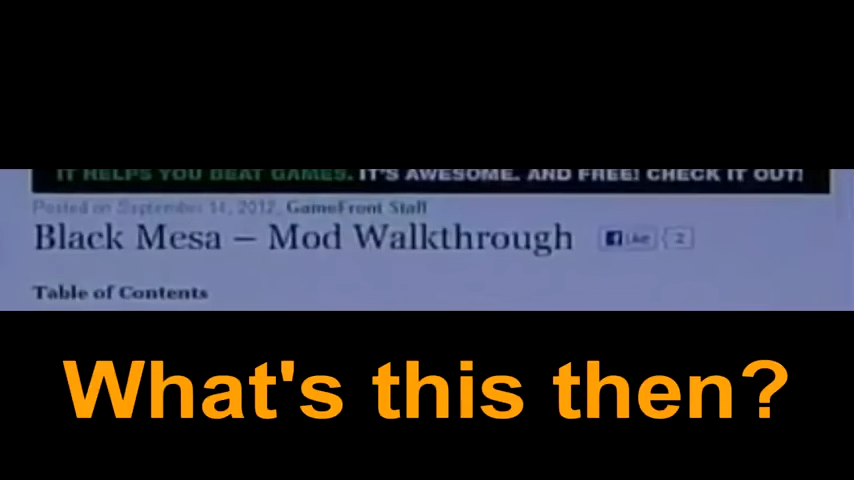 IT HELPS YOU BEAT GAMES. IT'S AWESOME. AND FREE! CHECK IT OUT!
Posted on September 14, 2012, GameFront Staff
Black Mesa – Mod Walkthrough Like 2
Table of Contents
What's this then?